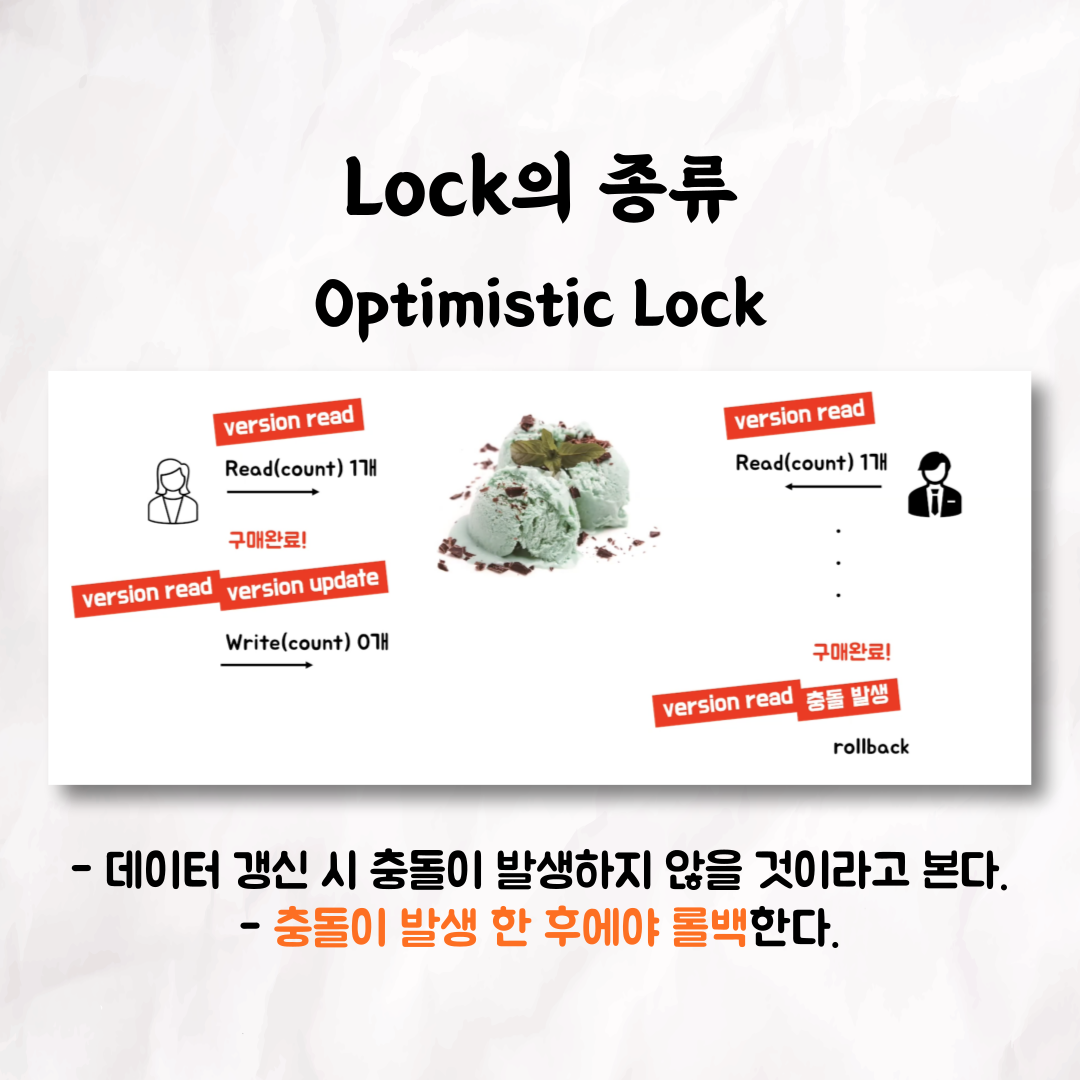 Lock의 종류
Optimistic Lock
version read
Read(count) 1개
구매완료!
version read
version update
Write(count) 0개
version read
Read(count) 1개
.
.
.
구매완료!
version read
충돌 발생
rollback
- 데이터 갱신 시 충돌이 발생하지 않을 것이라고 본다.
- 충돌이 발생 한 후에야 롤백한다.